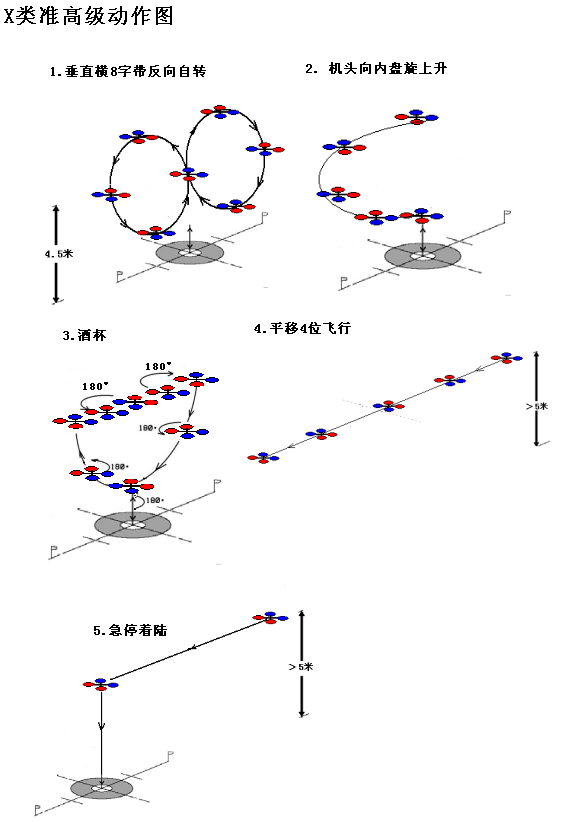 X类准高级动作图
1.垂直横8字带反向自转
2. 机头向内盘旋上升
4.5米
3.酒杯
4.平移4位飞行
180°
180°
180°
180°
180°
>5米
5.急停着陆
>5米